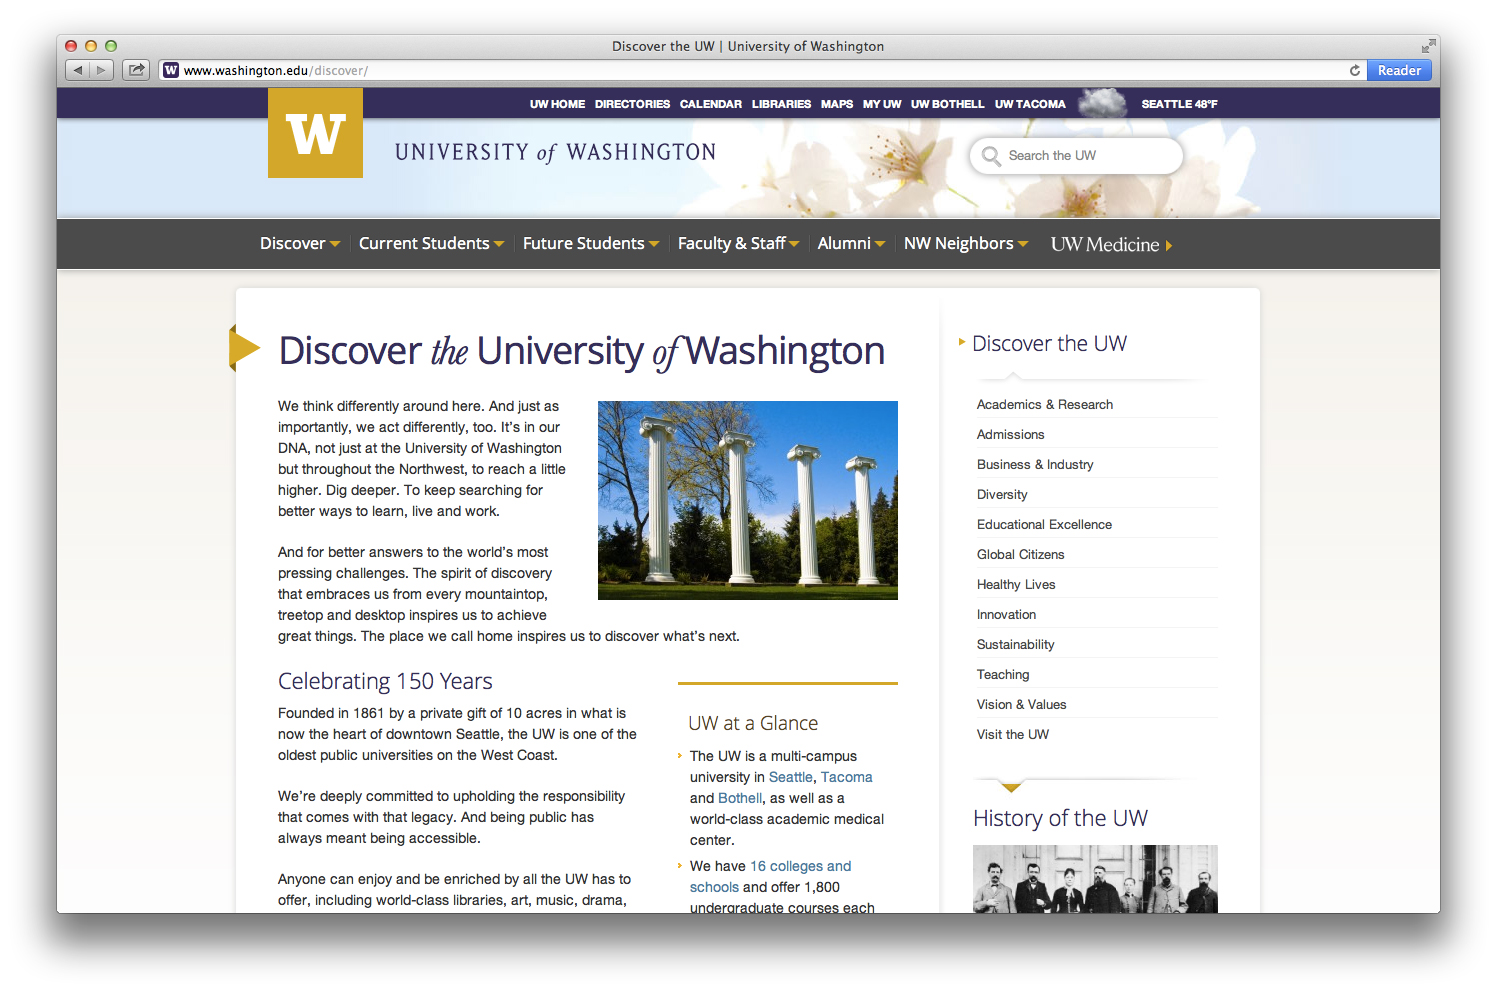 Discover the UW | University of Washington
www.washington.edu/discover/
Reader
UW HOME DIRECTORIES CALENDAR LIBRARIES MAPS MY UW UW BOTHELL UW TACOMA SEATTLE 48°F
W
UNIVERSITY of WASHINGTON
Search the UW
Discover Current Students Future Students Faculty & Staff Alumni NW Neighbors UW Medicine
Discover the University of Washington
We think differently around here. And just as
importantly, we act differently, too. It's in our
DNA, not just at the University of Washington
but throughout the Northwest, to reach a little
higher. Dig deeper. To keep searching for
better ways to learn, live and work.
And for better answers to the world's most
pressing challenges. The spirit of discovery
that embraces us from every mountaintop,
treetop and desktop inspires us to achieve
great things. The place we call home inspires us to discover what's next.
Celebrating 150 Years
Founded in 1861 by a private gift of 10 acres in what is
now the heart of downtown Seattle, the UW is one of the
oldest public universities on the West Coast.
We're deeply committed to upholding the responsibility
that comes with that legacy. And being public has
always meant being accessible.
Anyone can enjoy and be enriched by all the UW has to
offer, including world-class libraries, art, music, drama,
UW at a Glance
The UW is a multi-campus
university in Seattle, Tacoma
and Bothell, as well as a
world-class academic medical
center.
We have 16 colleges and
schools and offer 1,800
undergraduate courses each
Discover the UW
Academics & Research
Admissions
Business & Industry
Diversity
Educational Excellence
Global Citizens
Healthy Lives
Innovation
Sustainability
Teaching
Vision & Values
Visit the UW
History of the UW